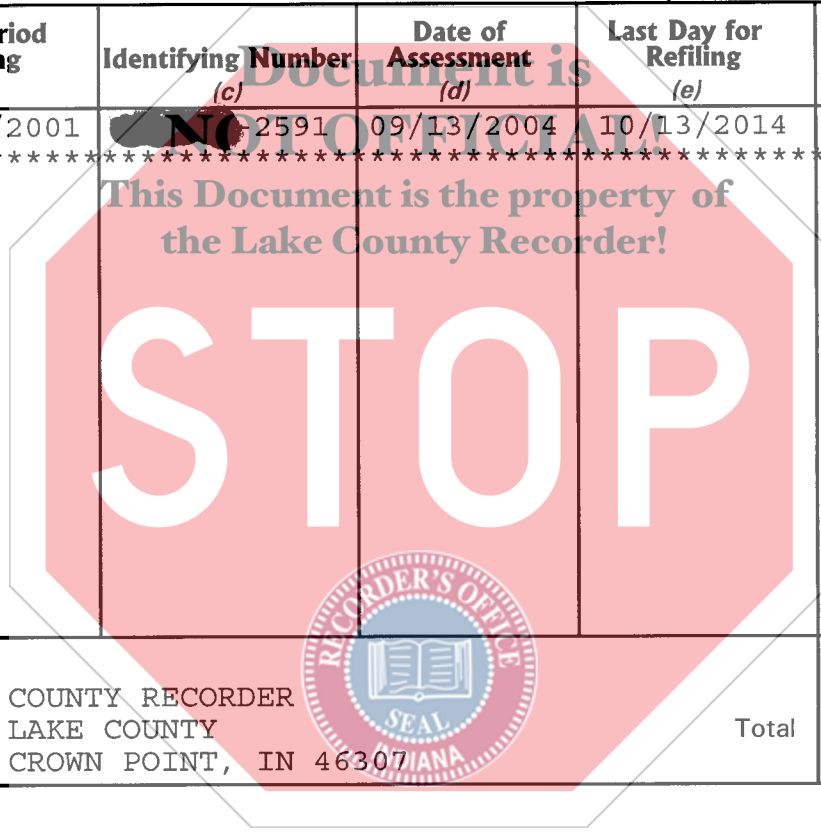 riod
g
Identifying Number
(c)
Date of
Assessment
(d)
Last Day for
Refiling
(e)
Document is
NOT OFFICIAL!
/2001
-2591
09/13/2004
10/13/2014
****************************************************
This Document is the property of
the Lake County Recorder!
STOP
RECORDER'S OFFICE
SEAL
INDIANA
COUNTY RECORDER
LAKE COUNTY
CROWN POINT, IN 46307
Total